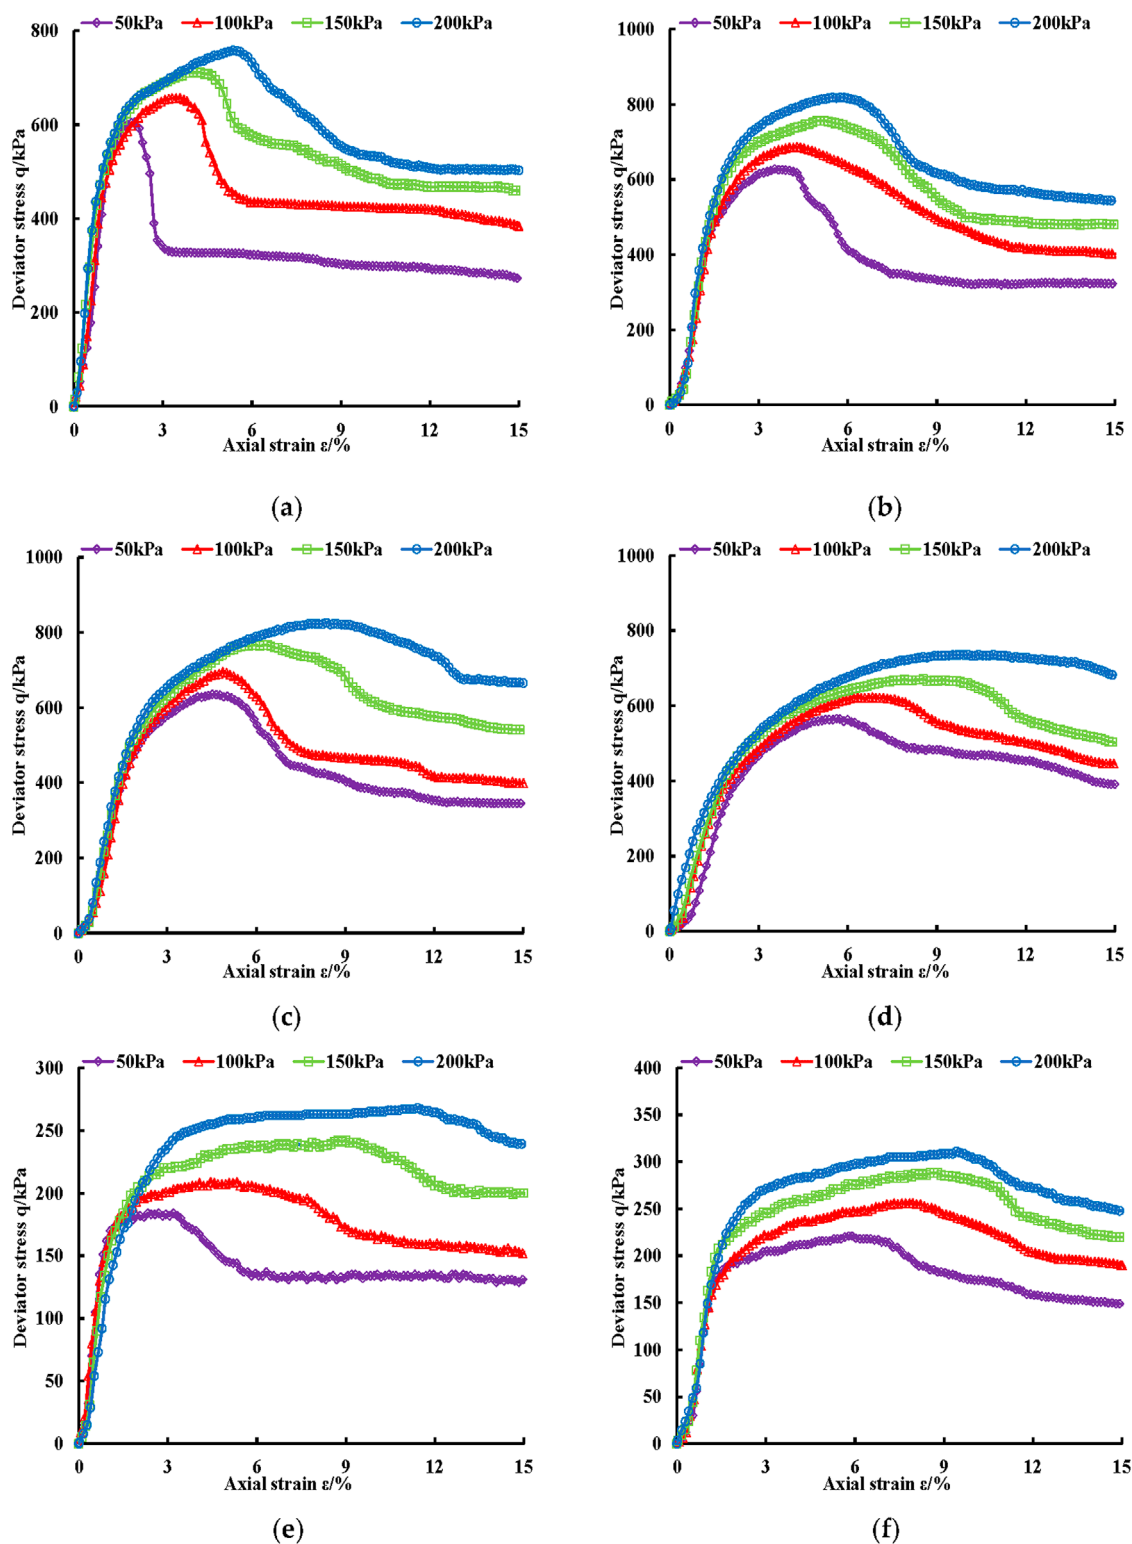 50kPa 100kPa 150kPa 200kPa
800
600
400
200
0
Deviator stress q/kPa
0 3 6 9 12 15
Axial strain ε/%
(a)
50kPa 100kPa 150kPa 200kPa
1000
800
600
400
200
0
Deviator stress q/kPa
0 3 6 9 12 15
Axial strain ε/%
(b)
50kPa 100kPa 150kPa 200kPa
1000
800
600
400
200
0
Deviator stress q/kPa
0 3 6 9 12 15
Axial strain ε/%
(c)
50kPa 100kPa 150kPa 200kPa
1000
800
600
400
200
0
Deviator stress q/kPa
0 3 6 9 12 15
Axial strain ε/%
(d)
50kPa 100kPa 150kPa 200kPa
300
250
200
150
100
50
0
Deviator stress q/kPa
0 3 6 9 12 15
Axial strain ε/%
(e)
50kPa 100kPa 150kPa 200kPa
400
350
300
250
200
150
100
50
0
Deviator stress q/kPa
0 3 6 9 12 15
Axial strain ε/%
(f)